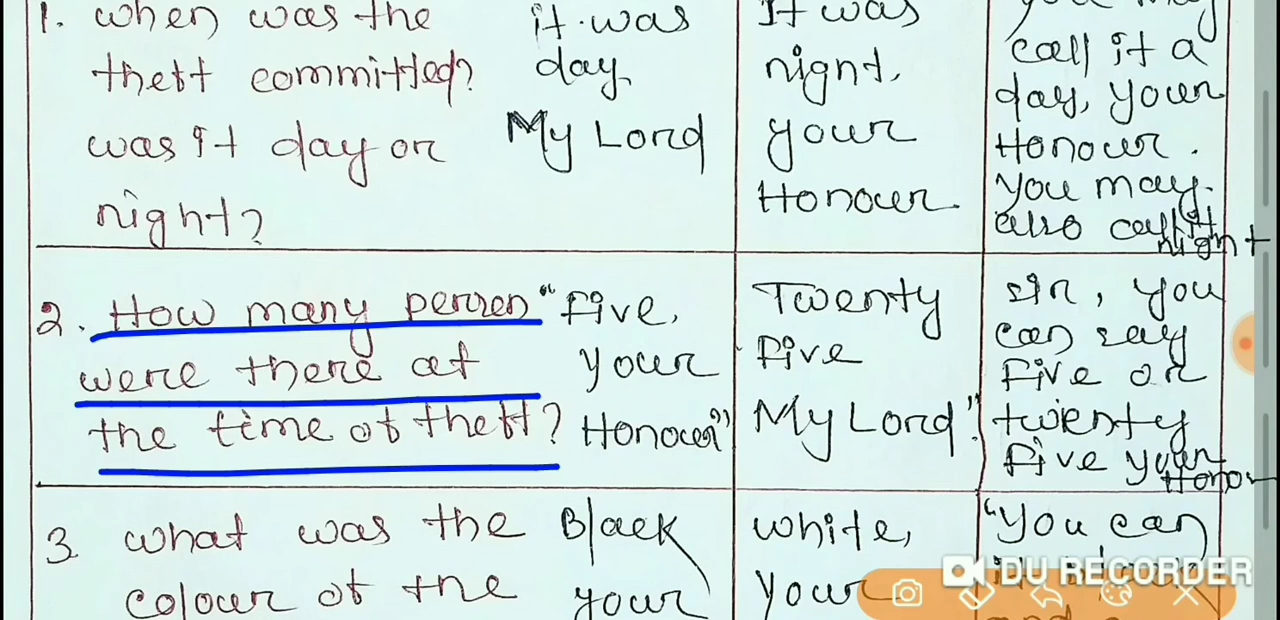 1. when was the
theft committed?
was it day or
night?
it was
day.
My Lord
It was
night,
your
Honour.
you may
call it a
day, your
Honour.
you may
also call it
night
2. How many person
were there at
the time of theft?
"Five,
your
Honour"
Twenty
five
My Lord".
sir, you
can say
five or
twenty
five your
Honor
3 what was the
colour of the
Black
your
white,
your
"You can
DU RECORDER